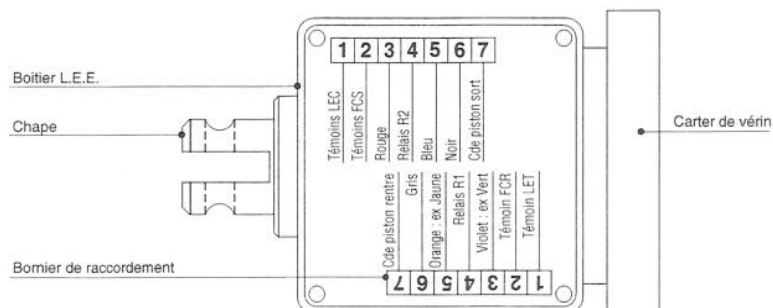 1 2 3 4 5 6 7
Témoins LEC
Témoins FCS
Rouge
Relais R2
Bleu
Noir
Cde piston sort
Boitier L.E.E.
Chape
Carter de vérin
Cde piston rentre
Gris
Orange : ex Jaune
Relais R1
Violet : ex Vert
Témoin FCR
Témoin LET
Bornier de raccordement
7 6 5 4 3 2 1